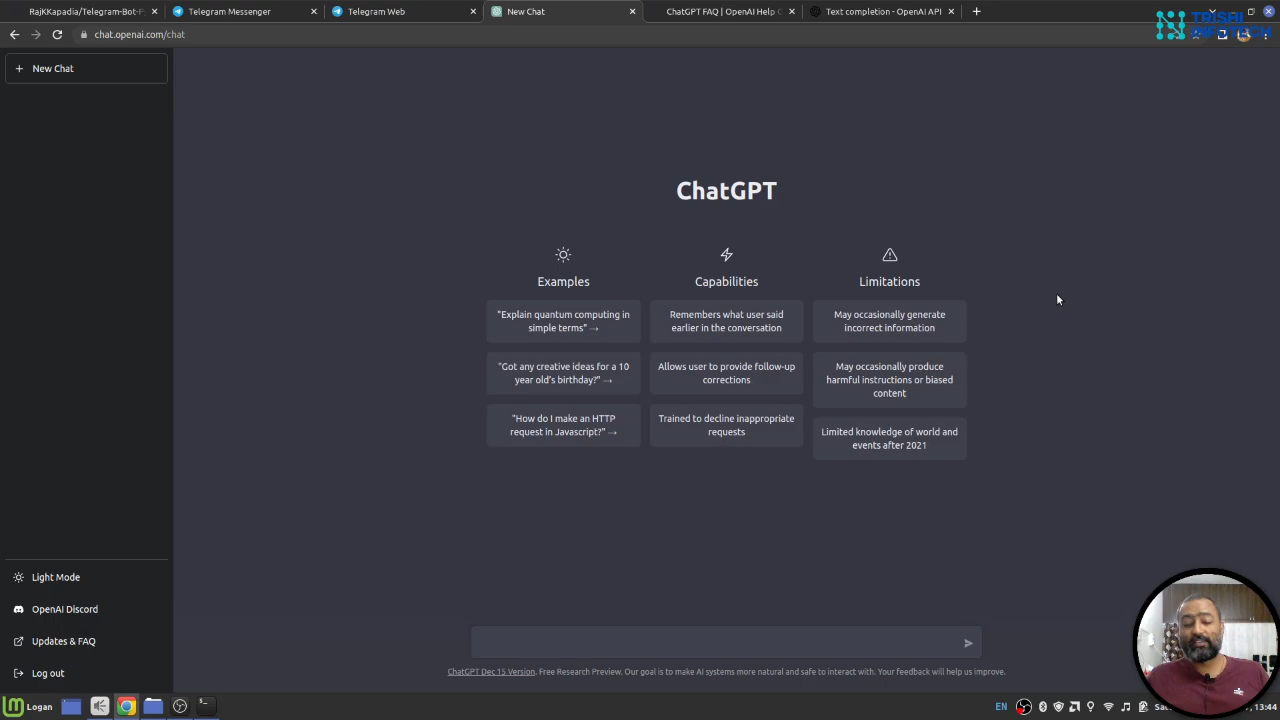 RajKKapadia/Telegram-Bot-P
Telegram Messenger
Telegram Web
New Chat
ChatGPT FAQ | OpenAI Help C
Text completion - OpenAI API
chat.openai.com/chat
TRISHI
INFOTECH
+ New Chat
ChatGPT
Examples
Capabilities
Limitations
"Explain quantum computing in
simple terms" →
Remembers what user said
earlier in the conversation
May occasionally generate
incorrect information
"Got any creative ideas for a 10
year old's birthday?" →
Allows user to provide follow-up
corrections
May occasionally produce
harmful instructions or biased
content
"How do I make an HTTP
request in Javascript?" →
Trained to decline inappropriate
requests
Limited knowledge of world and
events after 2021
Light Mode
OpenAI Discord
Updates & FAQ
Log out
ChatGPT Dec 15 Version. Free Research Preview. Our goal is to make AI systems more natural and safe to interact with. Your feedback will help us improve.
Logan
EN
13:44